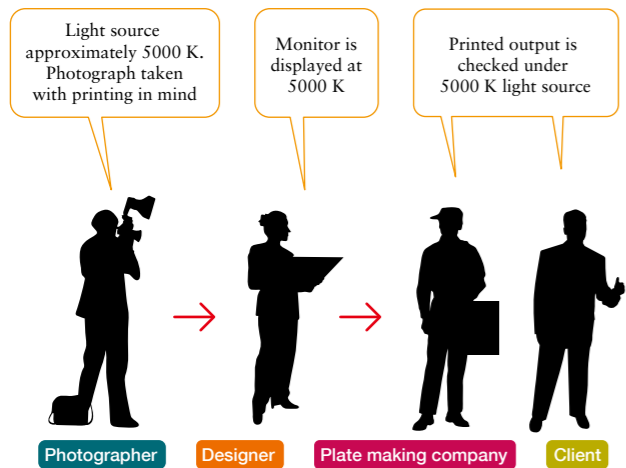 Light source
approximately 5000 K.
Photograph taken
with printing in mind
Monitor is
displayed at
5000 K
Printed output is
checked under
5000 K light source
Photographer
Designer
Plate making company
Client